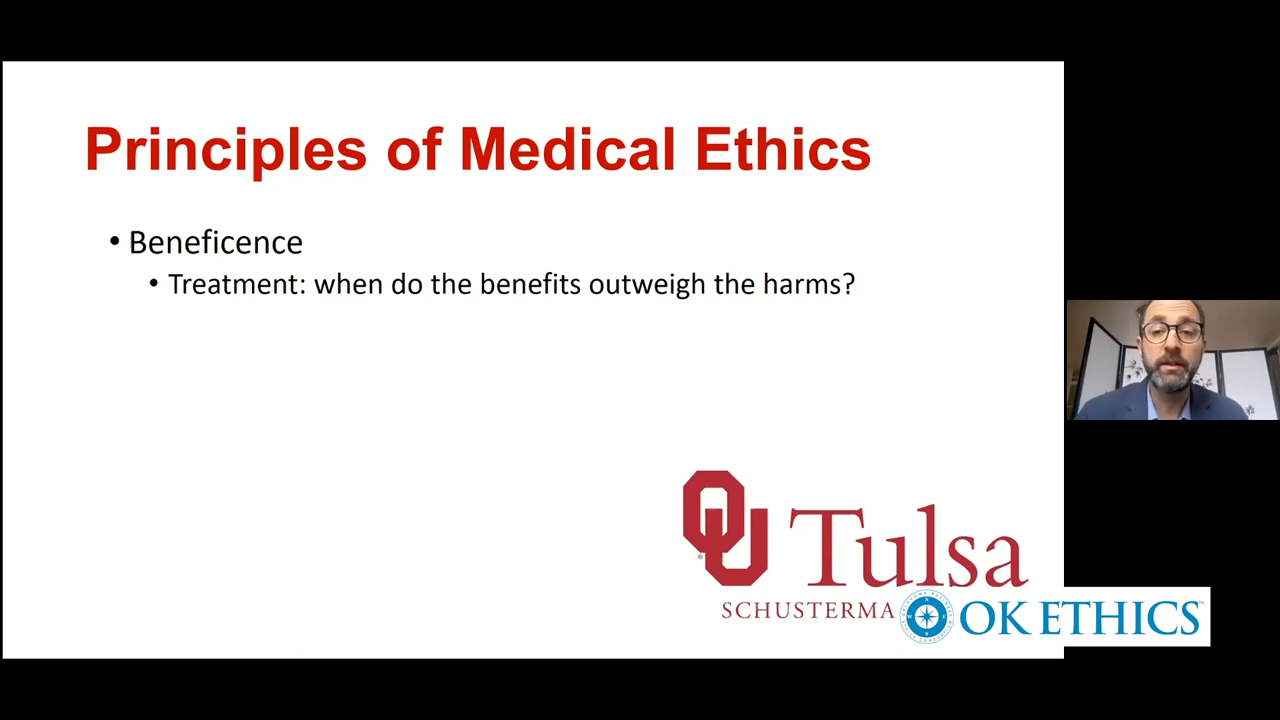 Principles of Medical Ethics
• Beneficence
• Treatment: when do the benefits outweigh the harms?
OU Tulsa
SCHUSTERMA
OK ETHICS